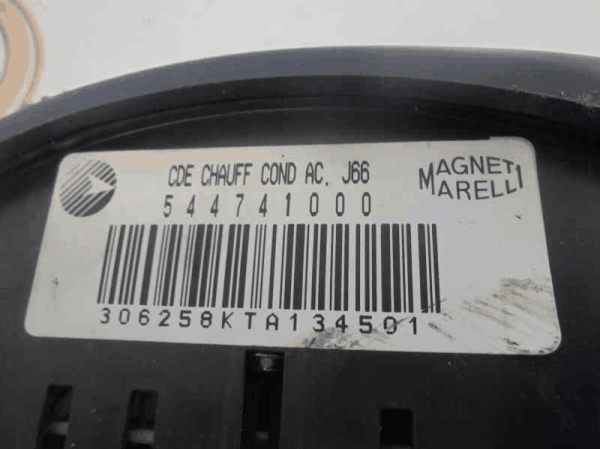 CDE CHAUFF COND AC. J66
544741000
MAGNETI
MARELLI
306258KTA134501